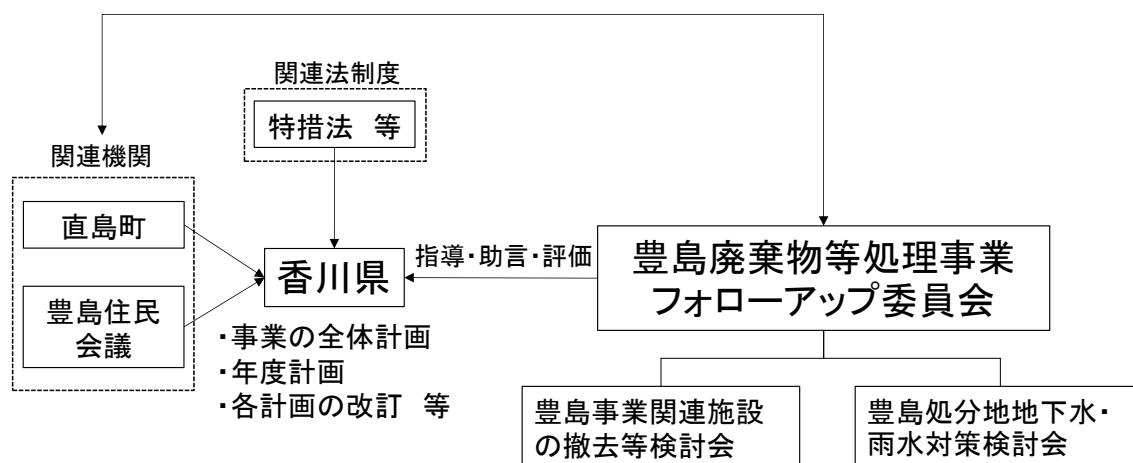 関連法制度
特措法　等
関連機関
直島町
豊島住民
会議
香川県
・事業の全体計画
・年度計画
・各計画の改訂　等
指導・助言・評価
豊島廃棄物等処理事業
フォローアップ委員会
豊島事業関連施設
の撤去等検討会
豊島処分地地下水・
雨水対策検討会